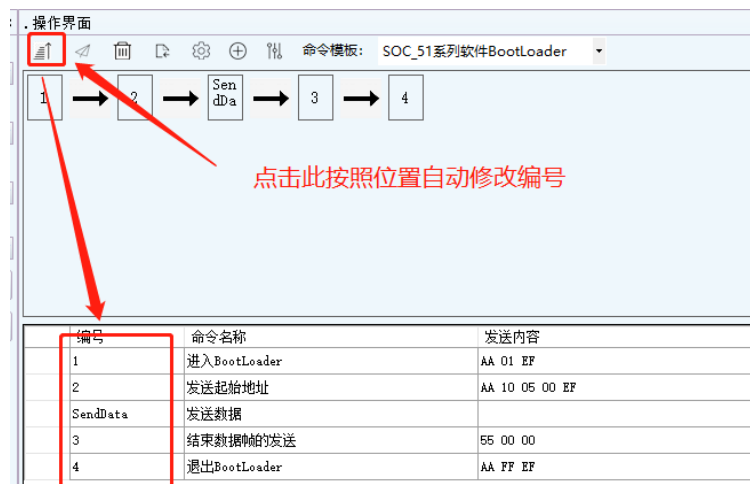 .操作界面
命令模板: SOC_51系列软件BootLoader
1 2 Sen
dDa 3 4
点击此按照位置自动修改编号
编号 命令名称 发送内容
1 进入BootLoader AA 01 EF
2 发送起始地址 AA 10 05 00 EF
SendData 发送数据
3 结束数据帧的发送 55 00 00
4 退出BootLoader AA FF EF